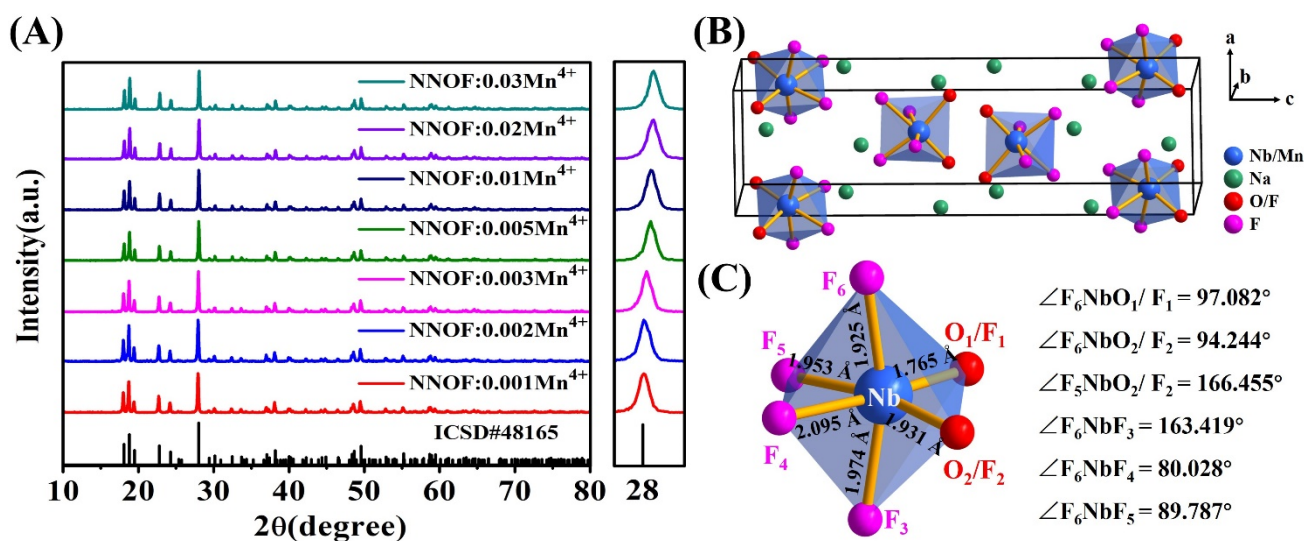 (A)
Intensity(a.u.)
NNOF:0.03Mn⁴⁺
NNOF:0.02Mn⁴⁺
NNOF:0.01Mn⁴⁺
NNOF:0.005Mn⁴⁺
NNOF:0.003Mn⁴⁺
NNOF:0.002Mn⁴⁺
NNOF:0.001Mn⁴⁺
ICSD#48165
10 20 30 40 50 60 70 80
28
2θ(degree)
(B)
a
b
c
Nb/Mn
Na
O/F
F
(C)
F₆
F₅
F₄
F₃
O₁/F₁
O₂/F₂
Nb
1.925 Å
1.953 Å
1.765 Å
2.095 Å
1.931 Å
1.974 Å
∠F₆NbO₁/ F₁ = 97.082°
∠F₆NbO₂/ F₂ = 94.244°
∠F₅NbO₂/ F₂ = 166.455°
∠F₆NbF₃ = 163.419°
∠F₆NbF₄ = 80.028°
∠F₆NbF₅ = 89.787°